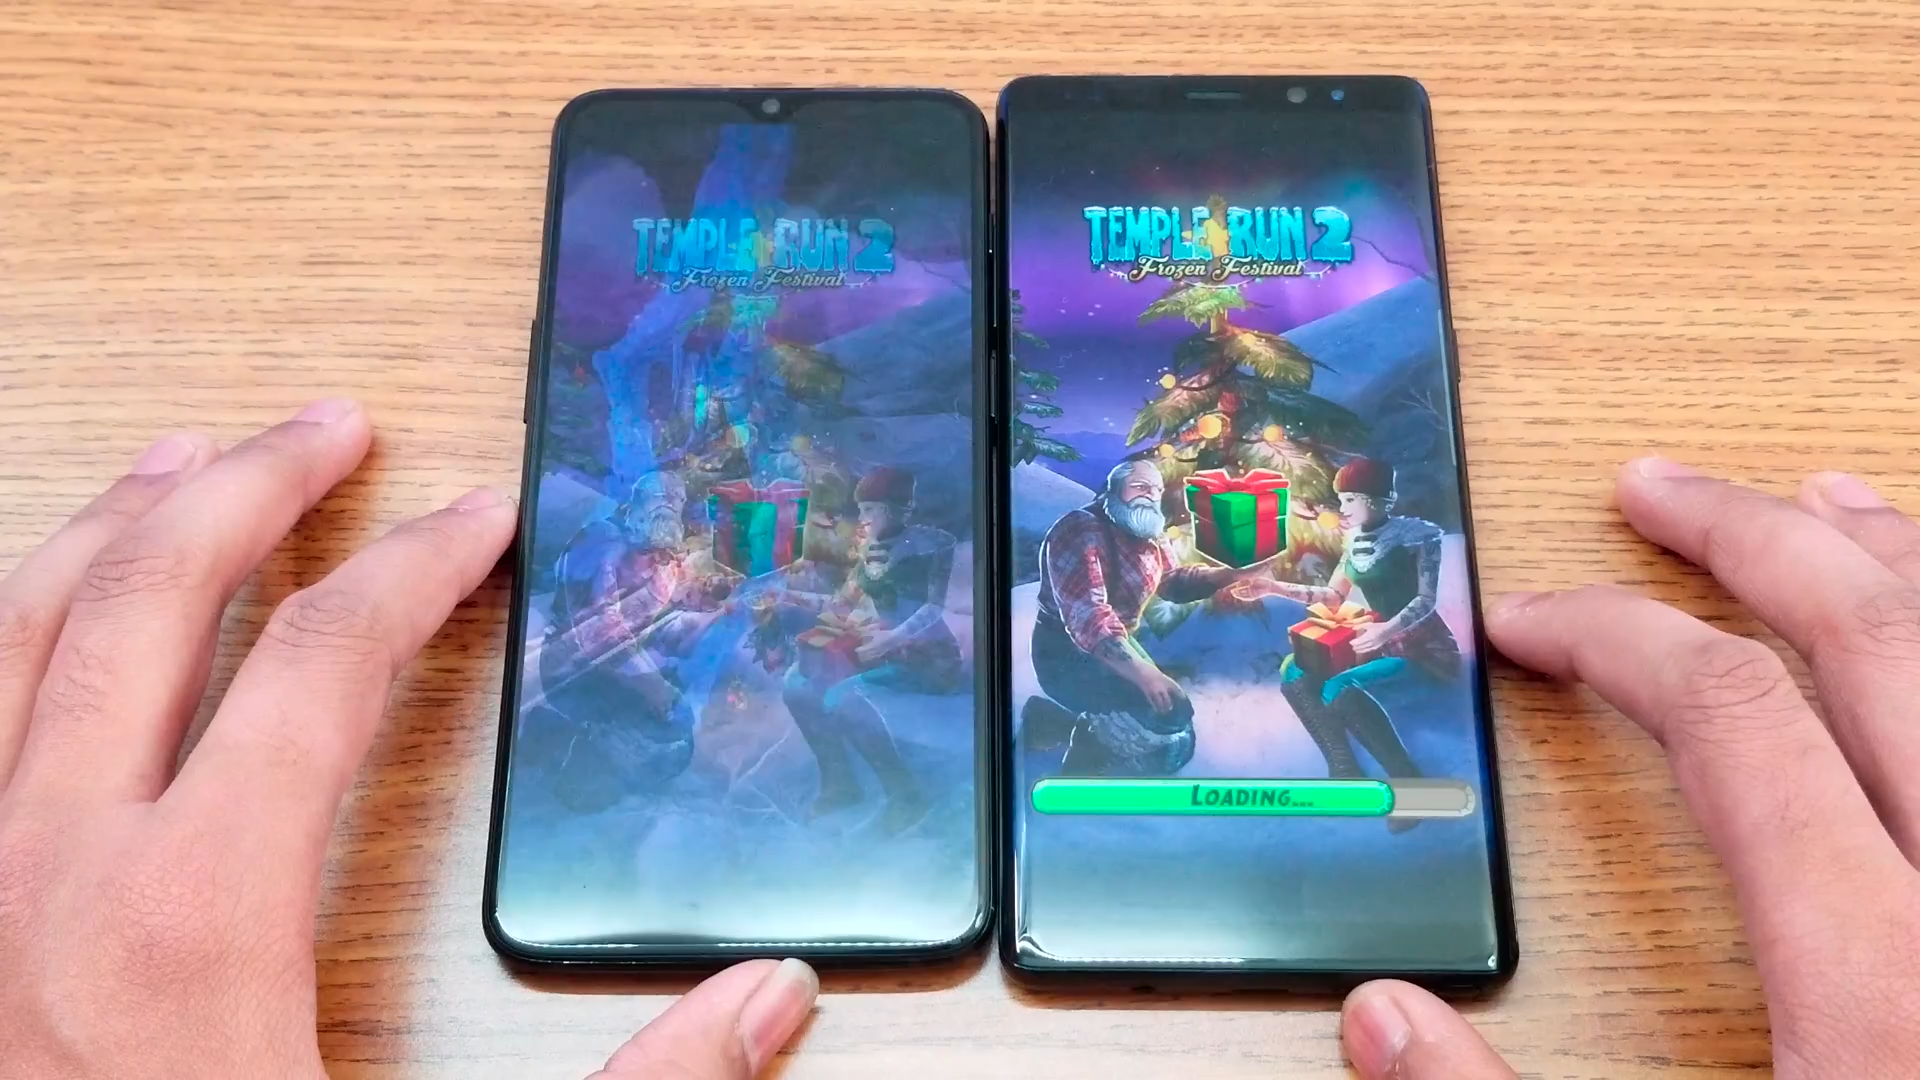 TEMPLE RUN 2
Frozen Festival
TEMPLE RUN 2
Frozen Festival
LOADING...